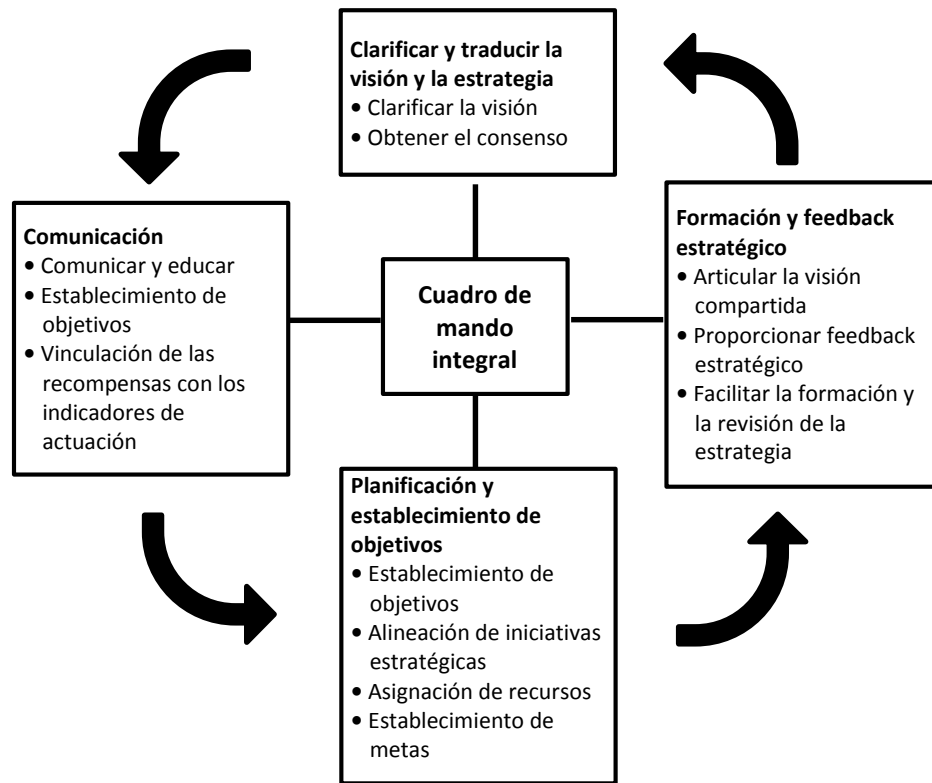 Clarificar y traducir la
visión y la estrategia
• Clarificar la visión
• Obtener el consenso
Comunicación
• Comunicar y educar
• Establecimiento de
objetivos
• Vinculación de las
recompensas con los
indicadores de
actuación
Cuadro de
mando
integral
Formación y feedback
estratégico
• Articular la visión
compartida
• Proporcionar feedback
estratégico
• Facilitar la formación y
la revisión de la
estrategia
Planificación y
establecimiento de
objetivos
• Establecimiento de
objetivos
• Alineación de iniciativas
estratégicas
• Asignación de recursos
• Establecimiento de
metas